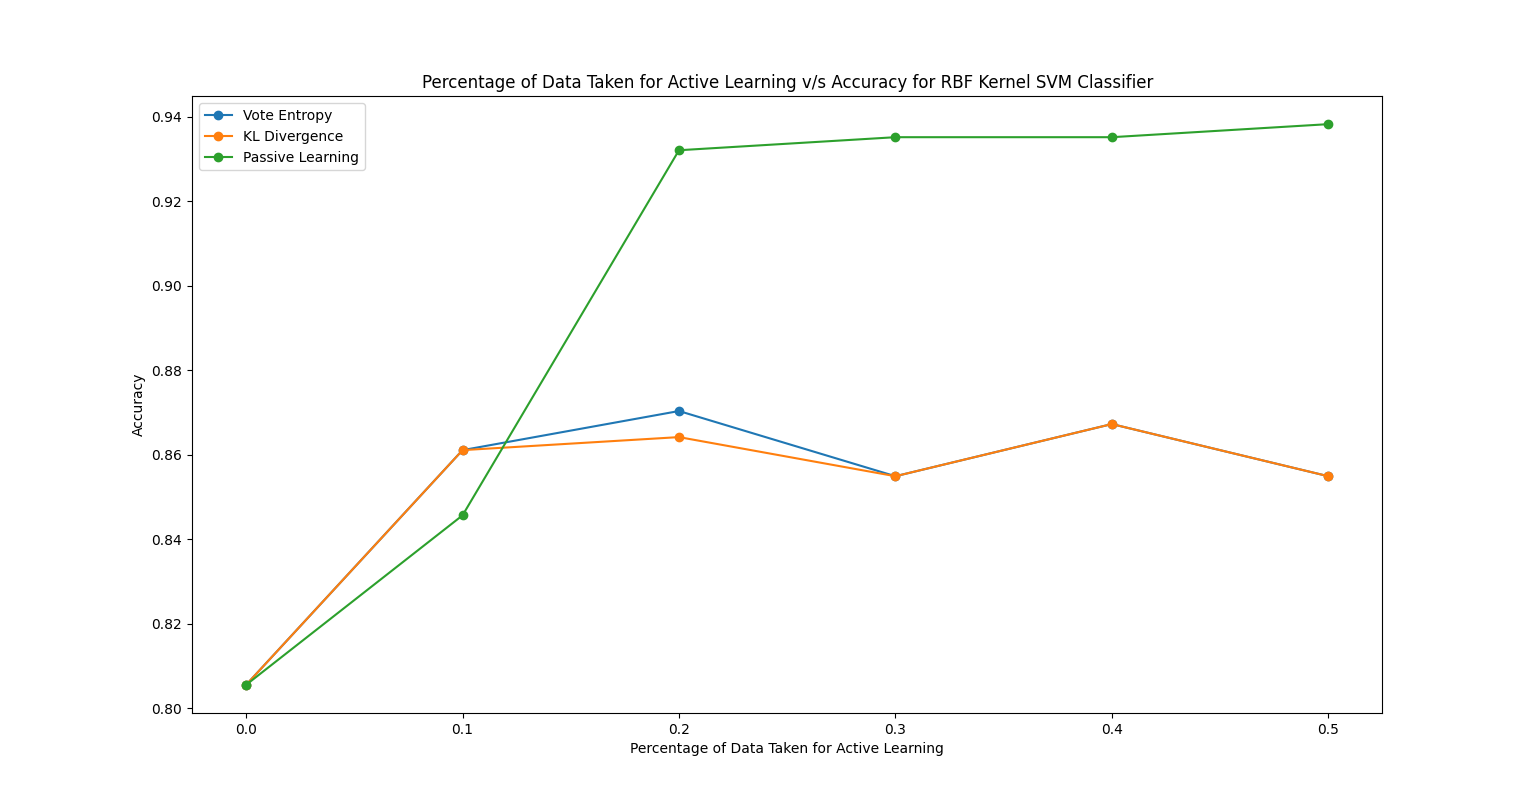 Percentage of Data Taken for Active Learning v/s Accuracy for RBF Kernel SVM Classifier
Vote Entropy
KL Divergence
Passive Learning
0.94
0.92
0.90
0.88
0.86
0.84
0.82
0.80
Accuracy
0.0 0.1 0.2 0.3 0.4 0.5
Percentage of Data Taken for Active Learning